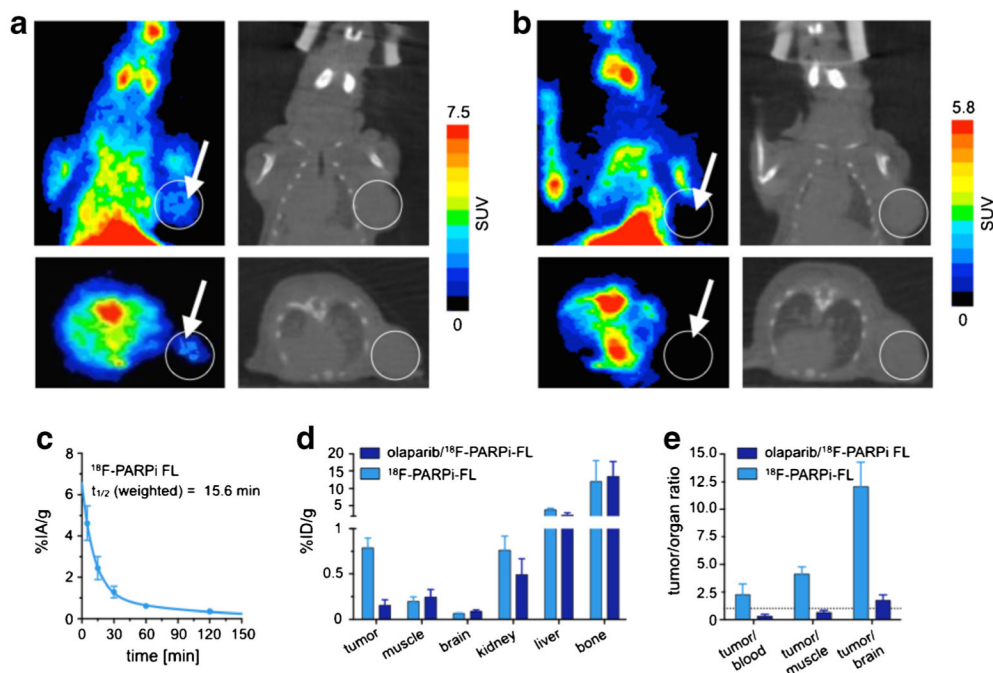 a
7.5
SUV
0
b
5.8
SUV
0
c
¹⁸F-PARPi FL
t1/2 (weighted) = 15.6 min
%IA/g
8
6
4
2
0
0 30 60 90 120 150
time [min]
d
olaparib/¹⁸F-PARPi-FL
¹⁸F-PARPi-FL
%ID/g
20
15
10
5
1
0.5
0
tumor
muscle
brain
kidney
liver
bone
e
olaparib/¹⁸F-PARPi FL
¹⁸F-PARPi-FL
tumor/organ ratio
15.0
12.5
10.0
7.5
5.0
2.5
0
tumor/
blood
tumor/
muscle
tumor/
brain